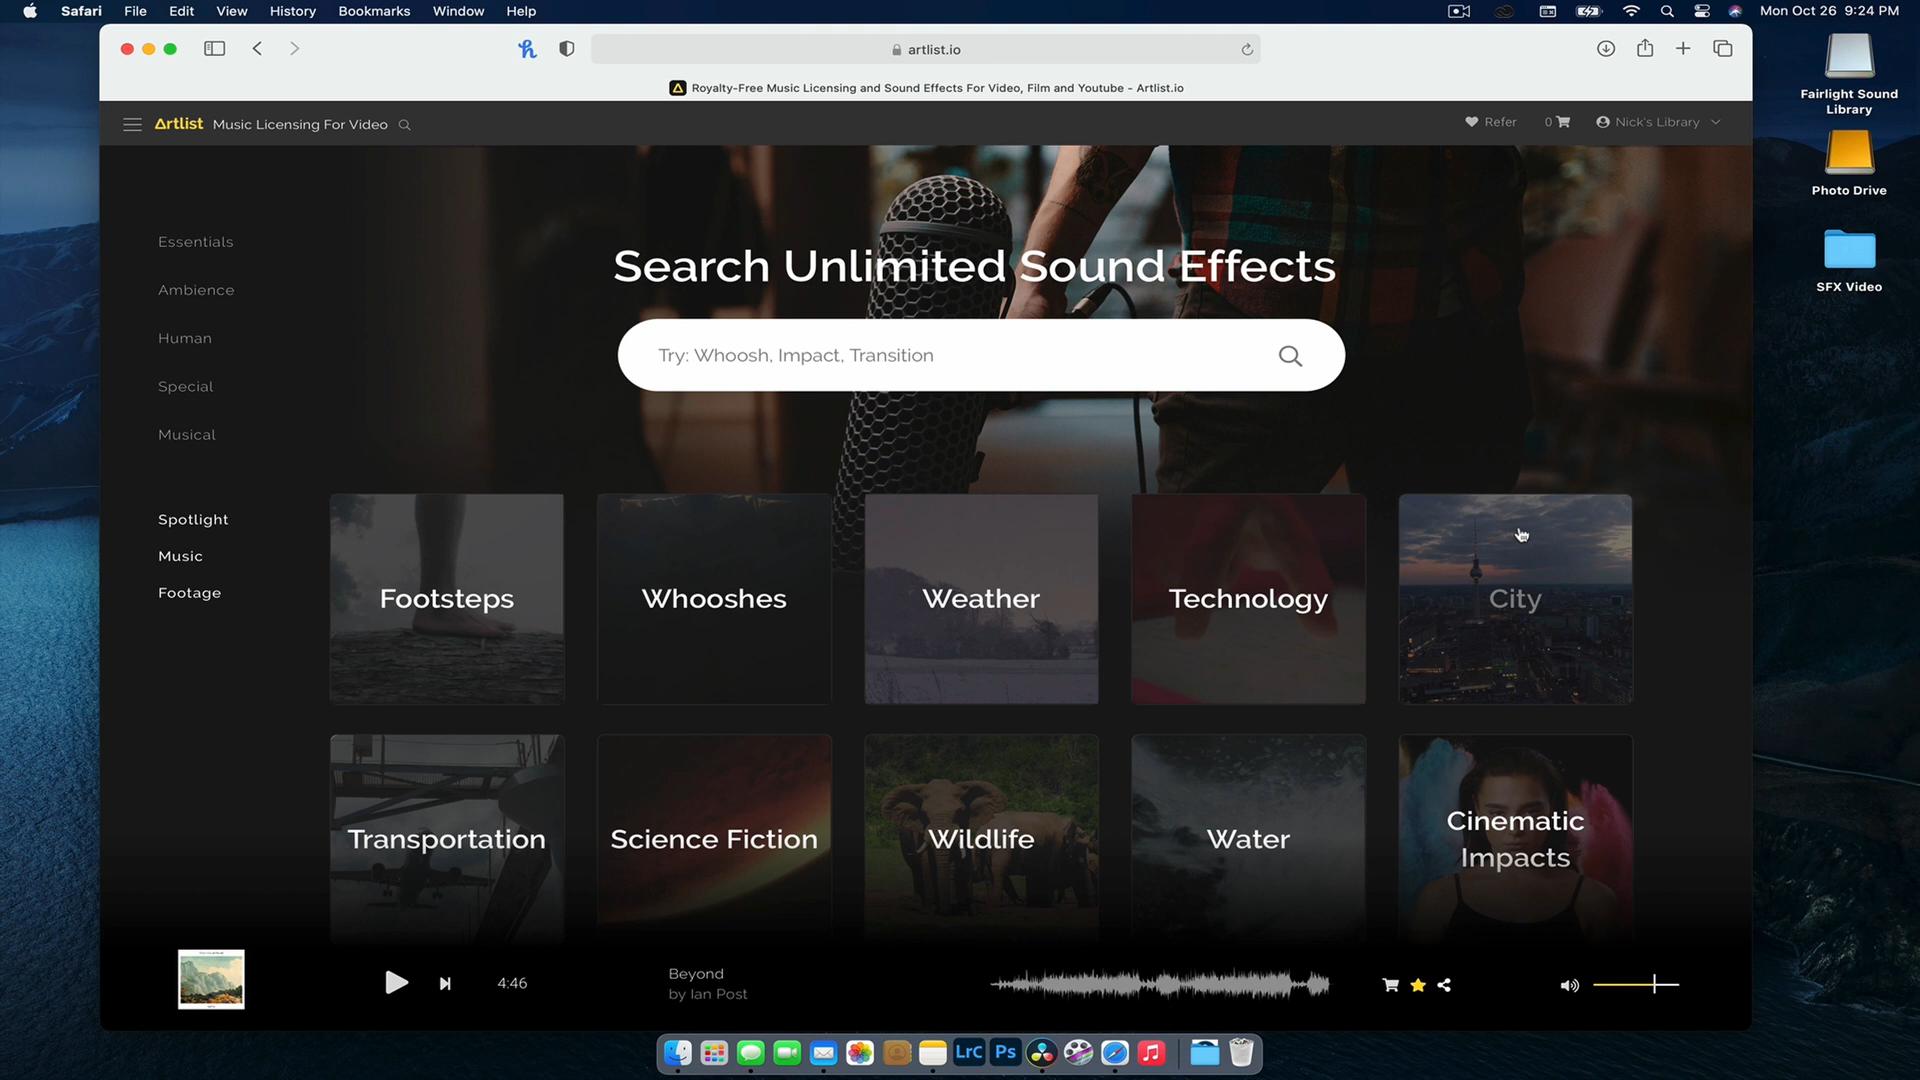 Safari File Edit View History Bookmarks Window Help
Mon Oct 26 9:24 PM
artlist.io
Royalty-Free Music Licensing and Sound Effects For Video, Film and Youtube - Artlist.io
Artlist Music Licensing For Video
Refer 0 Nick's Library
Fairlight Sound
Library
Photo Drive
SFX Video
Essentials
Ambience
Human
Special
Musical
Spotlight
Music
Footage
Search Unlimited Sound Effects
Try: Whoosh, Impact, Transition
Footsteps
Whooshes
Weather
Technology
City
Transportation
Science Fiction
Wildlife
Water
Cinematic
Impacts
4:46
Beyond
by Ian Post
LrC
Ps